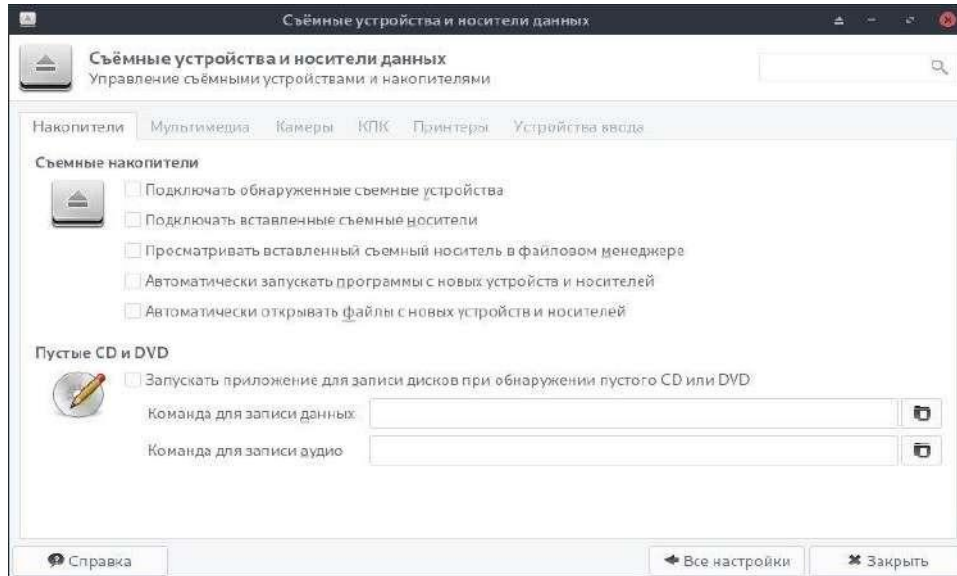 Съёмные устройства и носители данных
Съёмные устройства и носители данных
Управление съёмными устройствами и накопителями
Накопители Мультимедиа Камеры КПК Принтеры Устройства ввода
Съемные накопители
Подключать обнаруженные съемные устройства
Подключать вставленные съемные носители
Просматривать вставленный съемный носитель в файловом менеджере
Автоматически запускать программы с новых устройств и носителей
Автоматически открывать файлы с новых устройств и носителей
Пустые CD и DVD
Запускать приложение для записи дисков при обнаружении пустого CD или DVD
Команда для записи данных
Команда для записи аудио
Справка Все настройки Закрыть